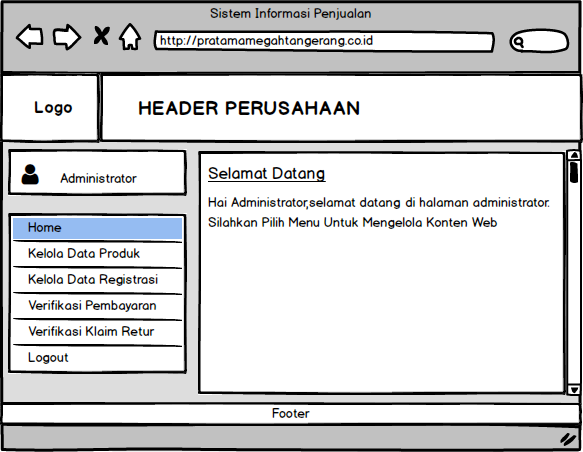 Sistem Informasi Penjualan
http://pratamamegahtangerang.co.id
Logo
HEADER PERUSAHAAN
Administrator
Home
Kelola Data Produk
Kelola Data Registrasi
Verifikasi Pembayaran
Verifikasi Klaim Retur
Logout
Selamat Datang
Hai Administrator,selamat datang di halaman administrator.
Silahkan Pilih Menu Untuk Mengelola Konten Web
Footer